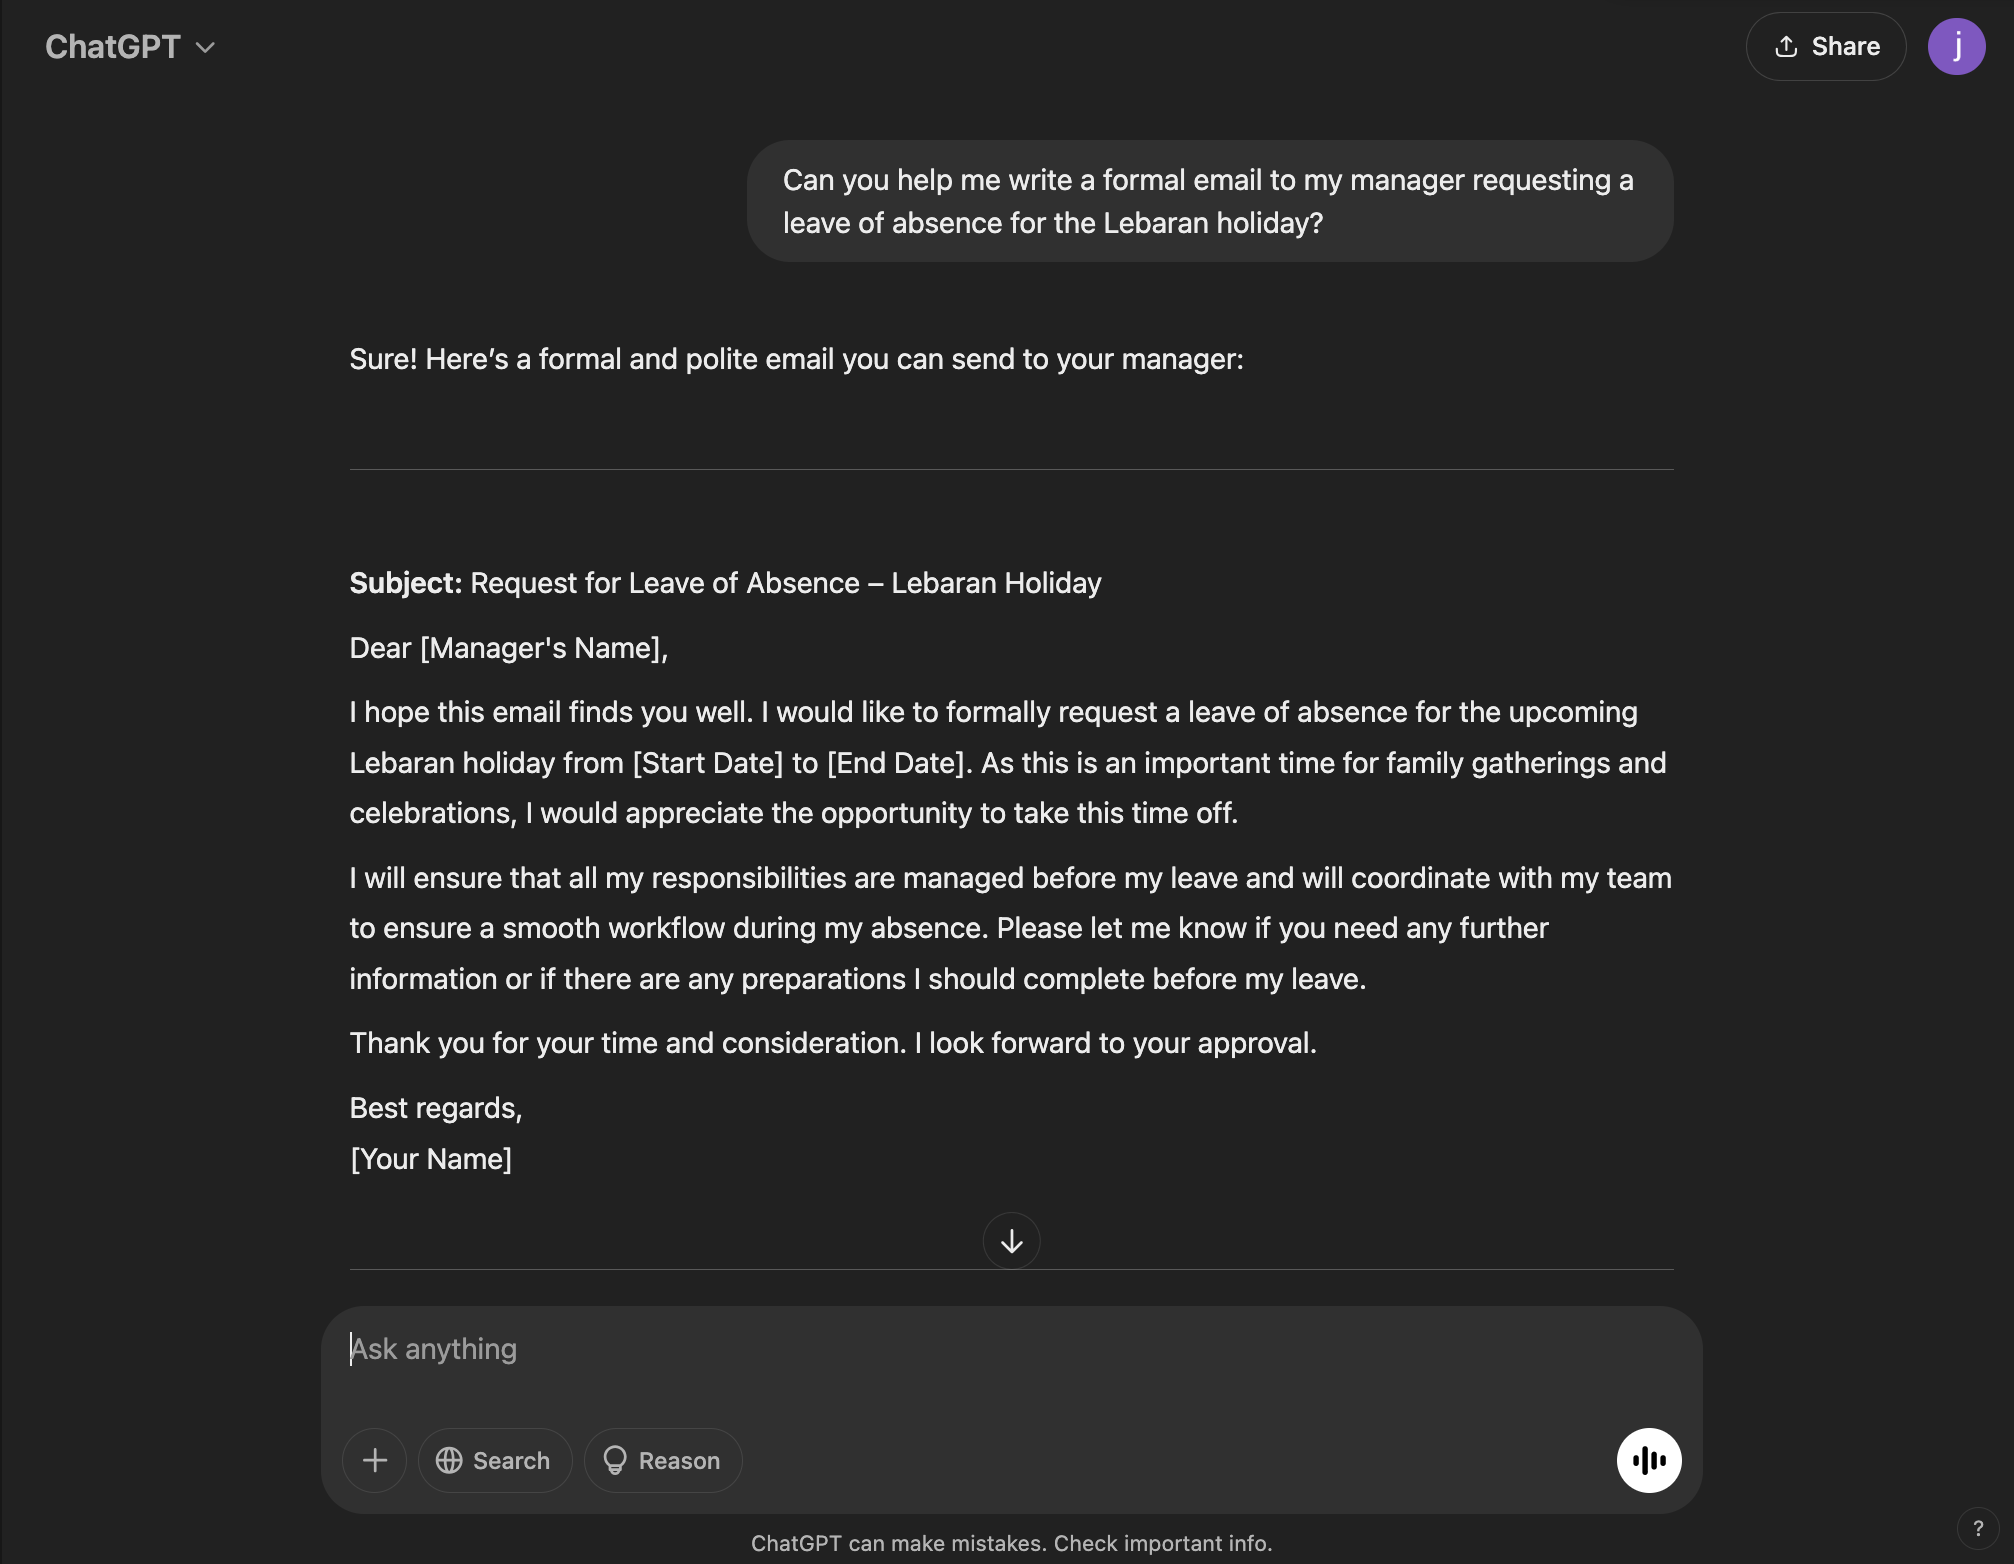 ChatGPT
Share
j
Can you help me write a formal email to my manager requesting a
leave of absence for the Lebaran holiday?
Sure! Here’s a formal and polite email you can send to your manager:
Subject: Request for Leave of Absence – Lebaran Holiday
Dear [Manager's Name],
I hope this email finds you well. I would like to formally request a leave of absence for the upcoming
Lebaran holiday from [Start Date] to [End Date]. As this is an important time for family gatherings and
celebrations, I would appreciate the opportunity to take this time off.
I will ensure that all my responsibilities are managed before my leave and will coordinate with my team
to ensure a smooth workflow during my absence. Please let me know if you need any further
information or if there are any preparations I should complete before my leave.
Thank you for your time and consideration. I look forward to your approval.
Best regards,
[Your Name]
Ask anything
Search
Reason
ChatGPT can make mistakes. Check important info.
?